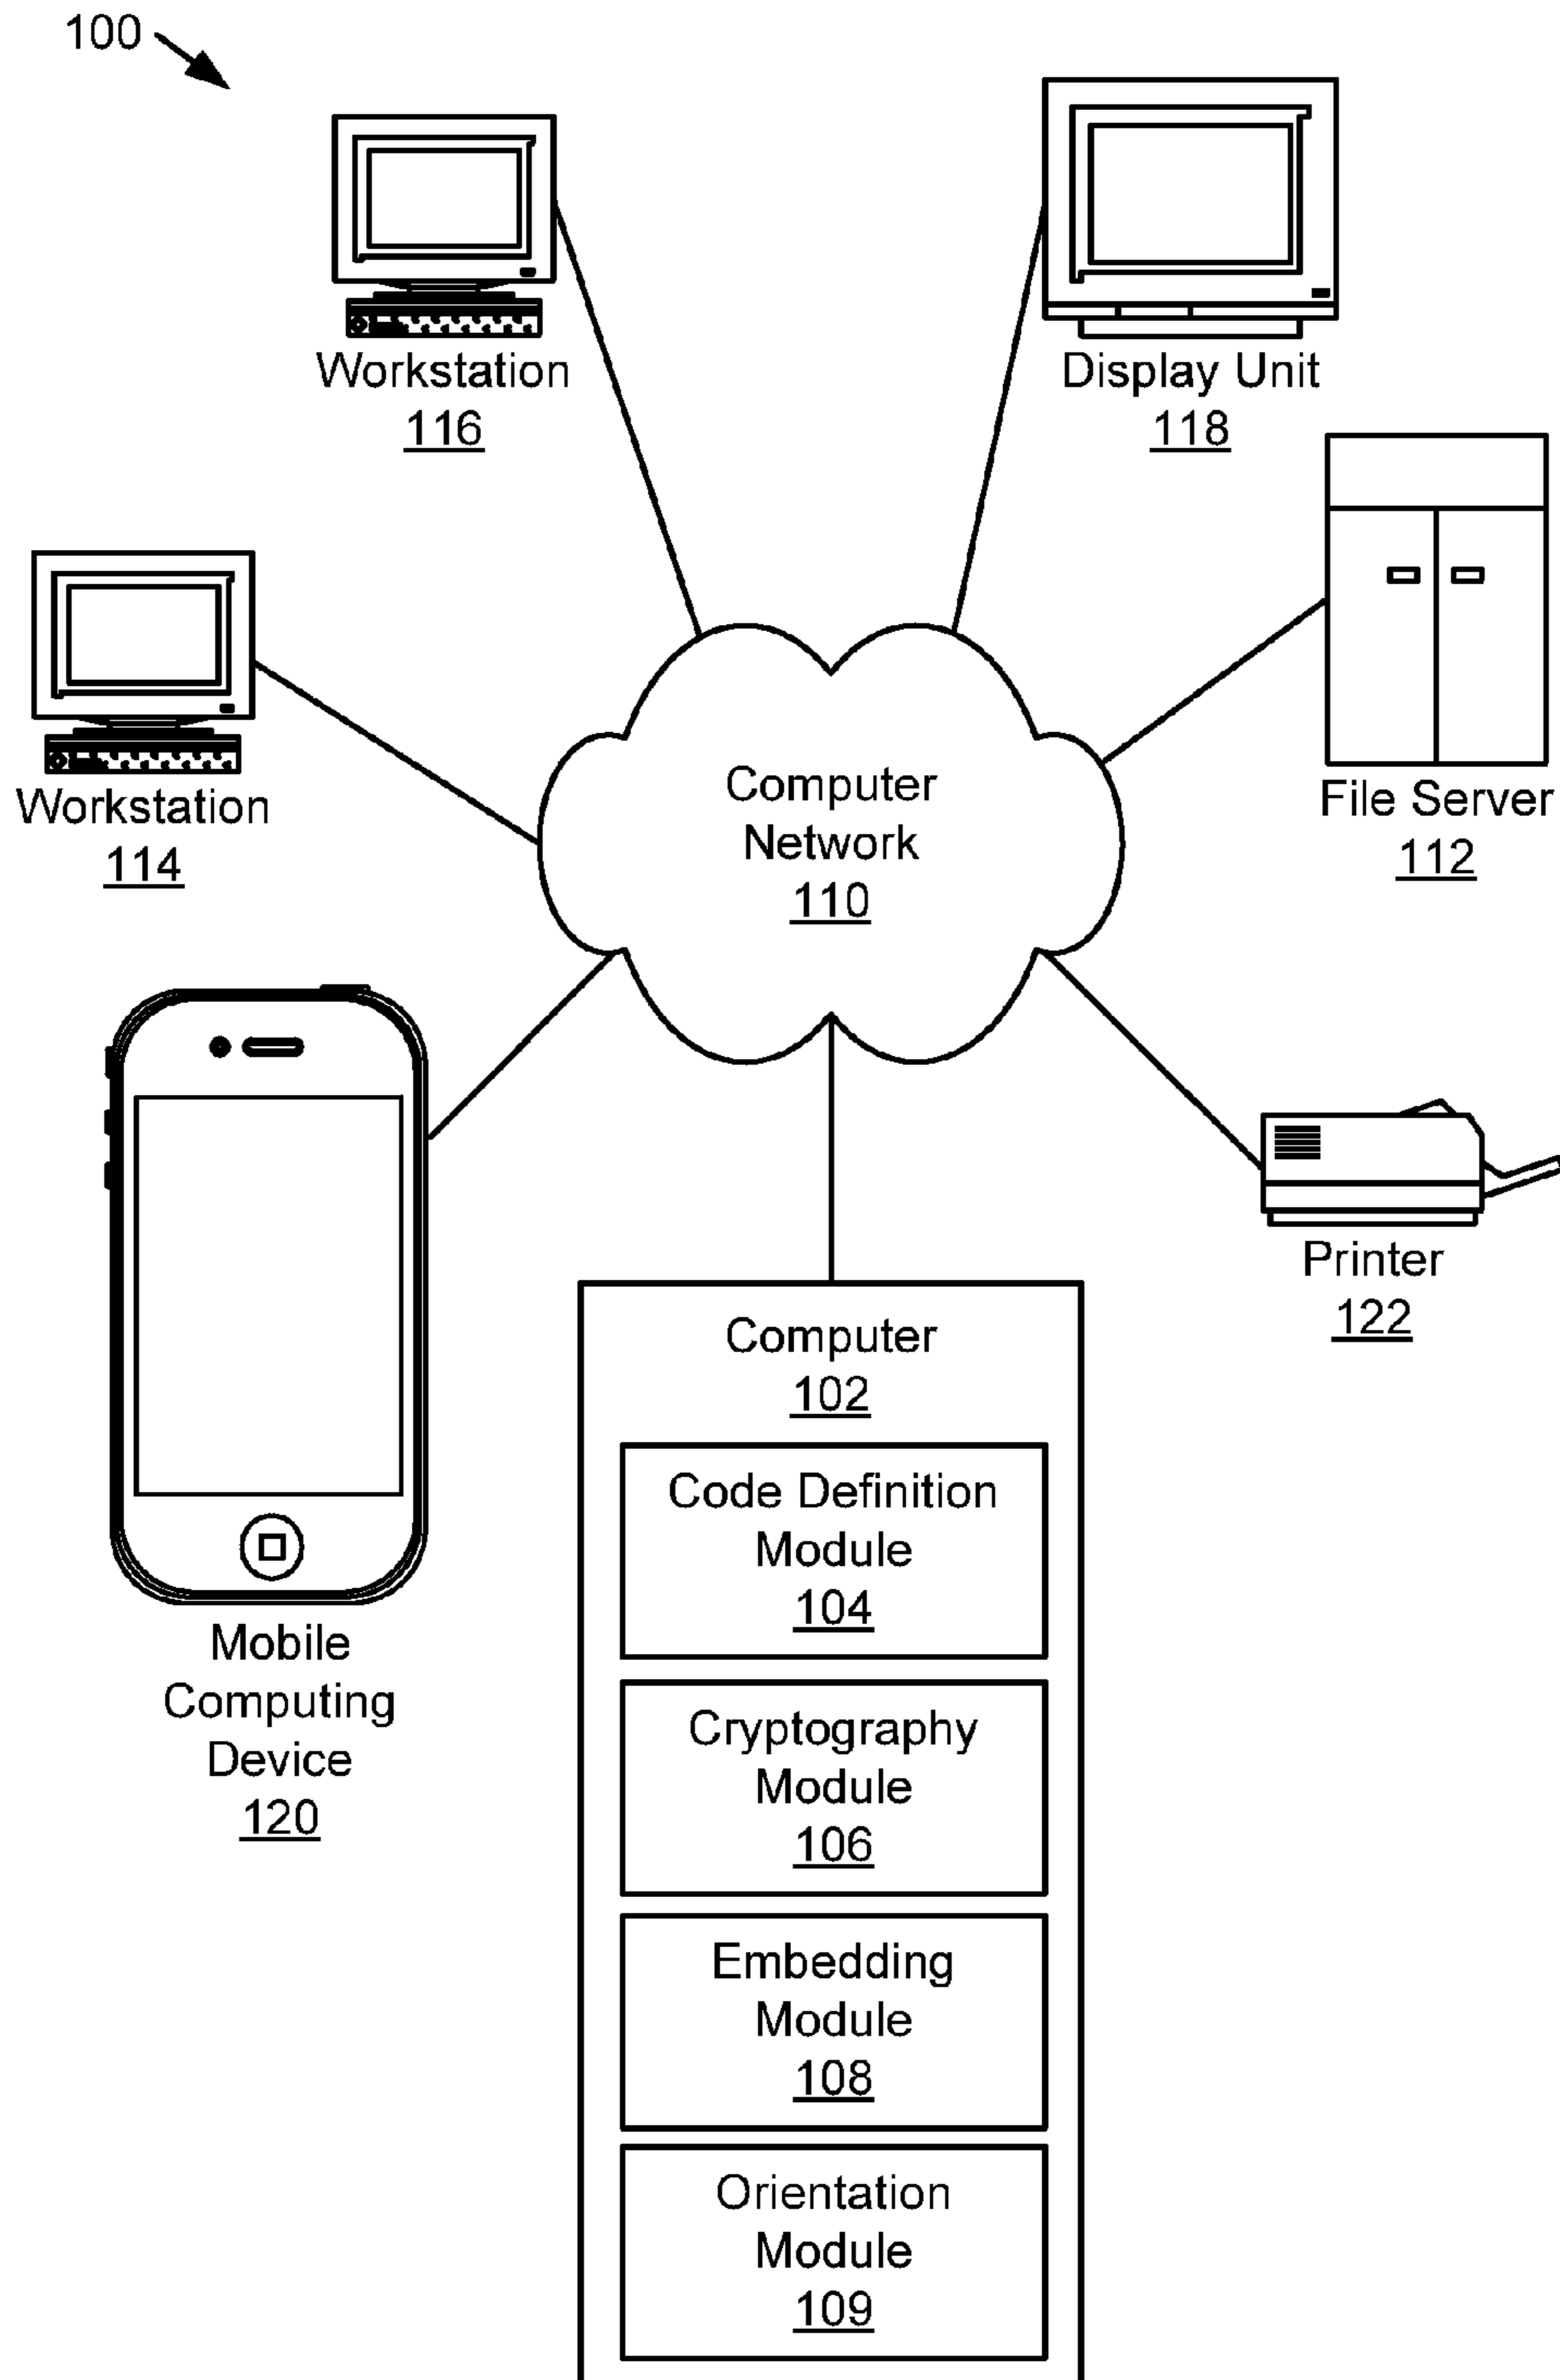 100
Workstation
116
Display Unit
118
Workstation
114
File Server
112
Computer
Network
110
Mobile
Computing
Device
120
Printer
122
Computer
102
Code Definition
Module
104
Cryptography
Module
106
Embedding
Module
108
Orientation
Module
109